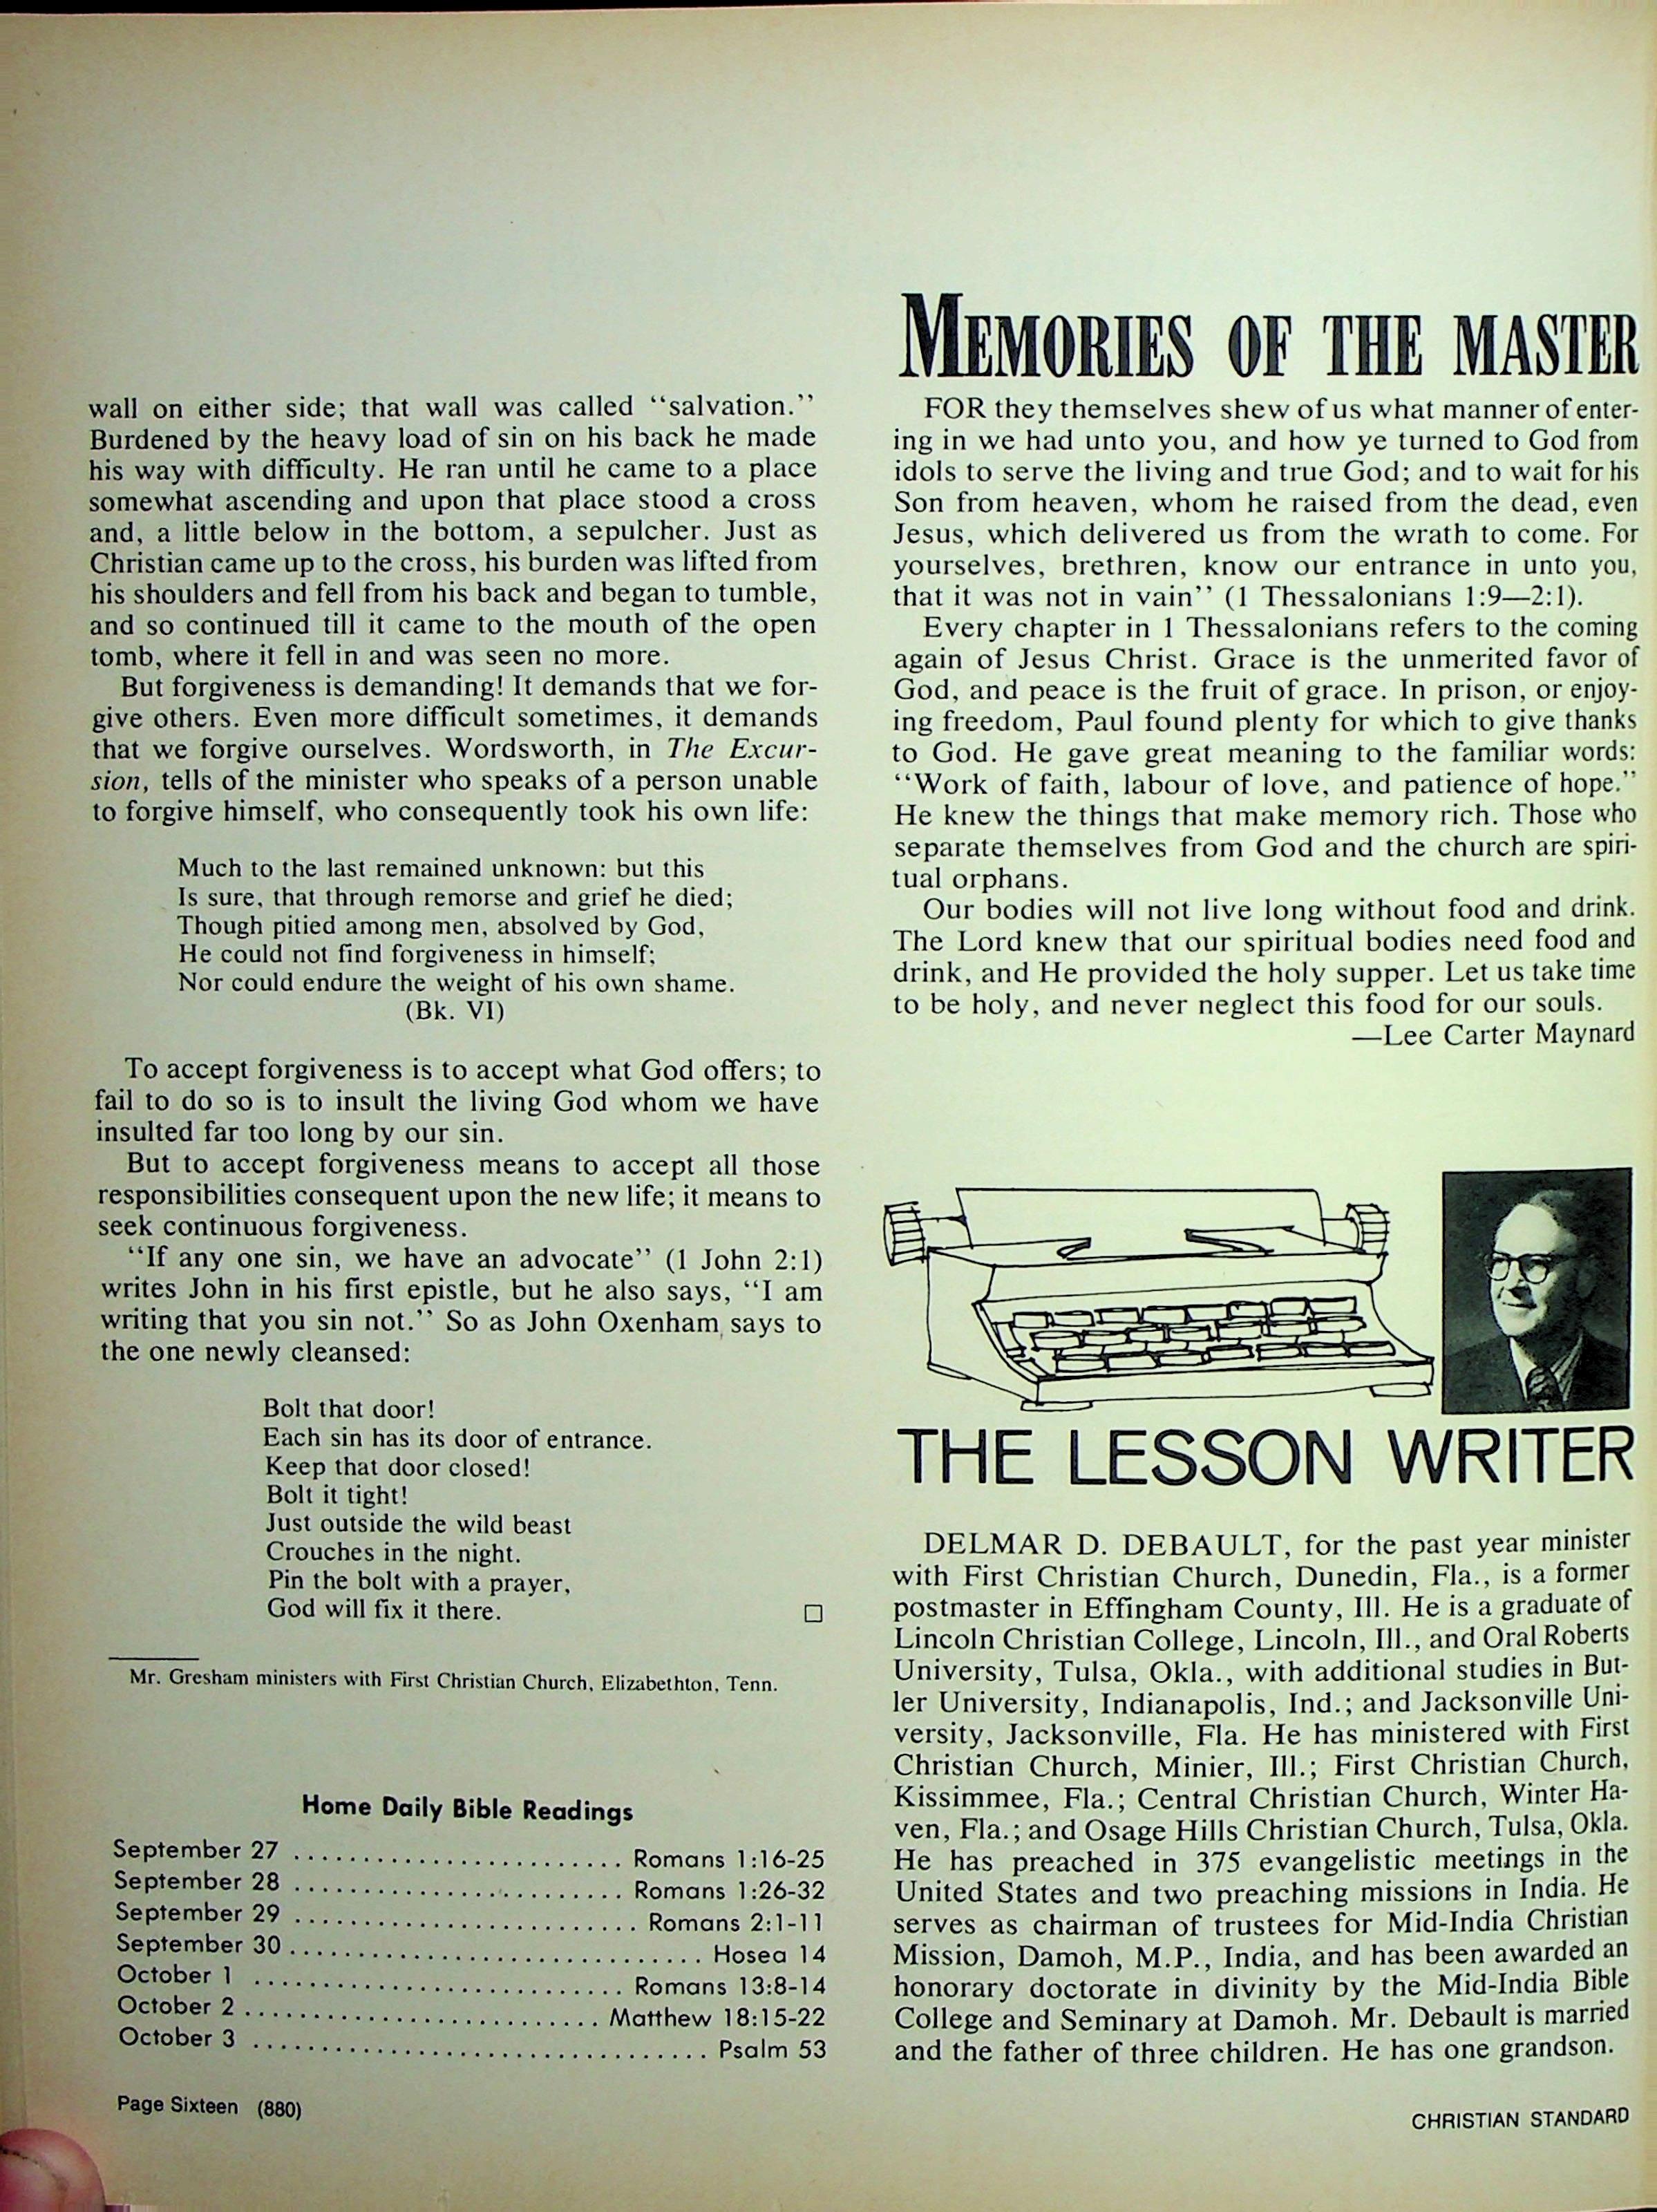 wall on either side; that wall was called ‘‘salvation.’’
Burdened by the heavy load of sin on his back he made
his way with difficulty. He ran until he came to a place
somewhat ascending and upon that place stood a cross
and, a little below in the bottom, a sepulcher. Just as
Christian came up to the cross, his burden was lifted from
his shoulders and fell from his back and began to tumble,
and so continued till it came to the mouth of the open
tomb, where it fell in and was seen no more.
But forgiveness is demanding! It demands that we for-
give others. Even more difficult sometimes, it demands
that we forgive ourselves. Wordsworth, in The Excur-
sion, tells of the minister who speaks of a person unable
to forgive himself, who consequently took his own life:
Much to the last remained unknown: but this
Is sure, that through remorse and grief he died;
Though pitied among men, absolved by God,
He could not find forgiveness in himself;
Nor could endure the weight of his own shame.
(Bk. VI)
To accept forgiveness is to accept what God offers; to
fail to do so is to insult the living God whom we have
insulted far too long by our sin.
But to accept forgiveness means to accept all those
responsibilities consequent upon the new life; it means to
seek continuous forgiveness.
‘‘If any one sin, we have an advocate’’ (1 John 2:1)
writes John in his first epistle, but he also says, ‘‘I am
writing that you sin not.’’ So as John Oxenham says to
the one newly cleansed:
Bolt that door!
Each sin has its door of entrance.
Keep that door closed!
Bolt it tight!
Just outside the wild beast
Crouches in the night.
Pin the bolt with a prayer,
God will fix it there. □
Mr. Gresham ministers with First Christian Church, Elizabethton, Tenn.
Home Daily Bible Readings
September 27 ........................ Romans 1:16-25
September 28 ........................ Romans 1:26-32
September 29 ......................... Romans 2:1-11
September 30 .............................. Hosea 14
October 1 ........................... Romans 13:8-14
October 2 .......................... Matthew 18:15-22
October 3 ................................. Psalm 53
Page Sixteen (880)
MEMORIES OF THE MASTER
FOR they themselves shew of us what manner of enter-
ing in we had unto you, and how ye turned to God from
idols to serve the living and true God; and to wait for his
Son from heaven, whom he raised from the dead, even
Jesus, which delivered us from the wrath to come. For
yourselves, brethren, know our entrance in unto you,
that it was not in vain’’ (1 Thessalonians 1:9—2:1).
Every chapter in 1 Thessalonians refers to the coming
again of Jesus Christ. Grace is the unmerited favor of
God, and peace is the fruit of grace. In prison, or enjoy-
ing freedom, Paul found plenty for which to give thanks
to God. He gave great meaning to the familiar words:
‘‘Work of faith, labour of love, and patience of hope.’’
He knew the things that make memory rich. Those who
separate themselves from God and the church are spiri-
tual orphans.
Our bodies will not live long without food and drink.
The Lord knew that our spiritual bodies need food and
drink, and He provided the holy supper. Let us take time
to be holy, and never neglect this food for our souls.
—Lee Carter Maynard
THE LESSON WRITER
DELMAR D. DEBAULT, for the past year minister
with First Christian Church, Dunedin, Fla., is a former
postmaster in Effingham County, Ill. He is a graduate of
Lincoln Christian College, Lincoln, Ill., and Oral Roberts
University, Tulsa, Okla., with additional studies in But-
ler University, Indianapolis, Ind.; and Jacksonville Uni-
versity, Jacksonville, Fla. He has ministered with First
Christian Church, Minier, Ill.; First Christian Church,
Kissimmee, Fla.; Central Christian Church, Winter Ha-
ven, Fla.; and Osage Hills Christian Church, Tulsa, Okla.
He has preached in 375 evangelistic meetings in the
United States and two preaching missions in India. He
serves as chairman of trustees for Mid-India Christian
Mission, Damoh, M.P., India, and has been awarded an
honorary doctorate in divinity by the Mid-India Bible
College and Seminary at Damoh. Mr. Debault is married
and the father of three children. He has one grandson.
CHRISTIAN STANDARD